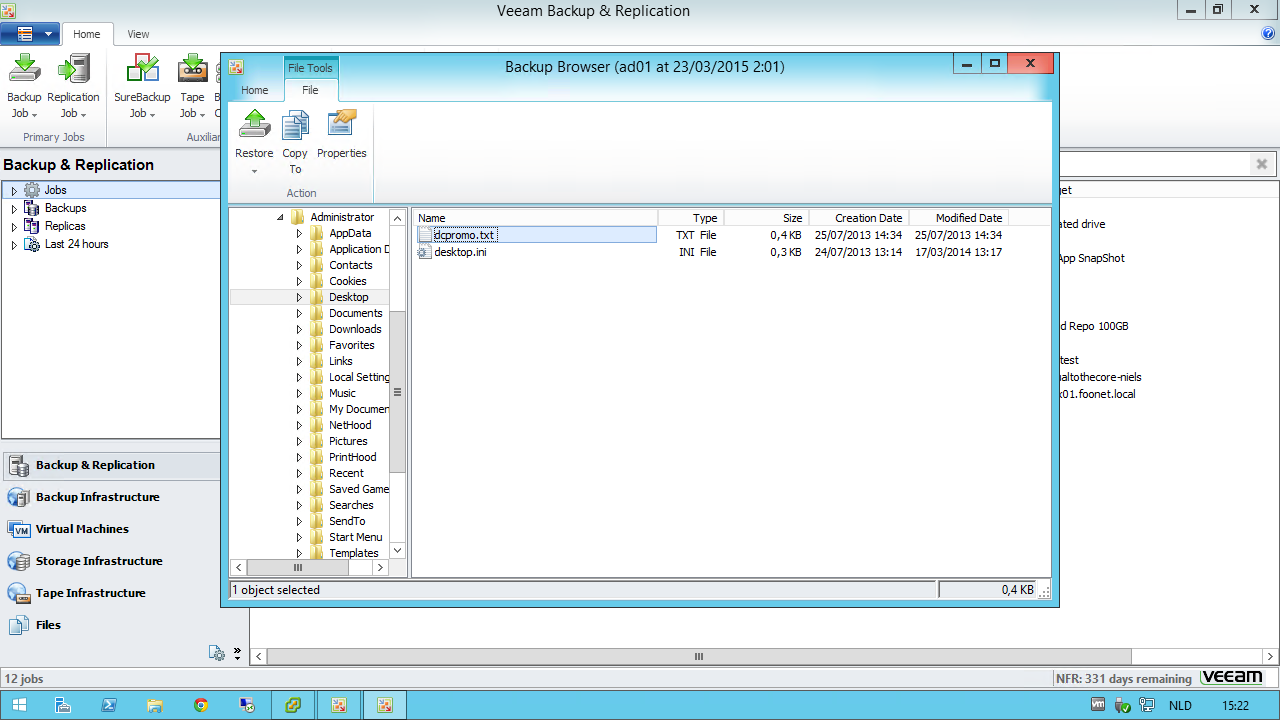 Veeam Backup & Replication
Home View
Backup Job
Replication Job
SureBackup Job
Tape Job
Primary Jobs
Backup & Replication
Jobs
Backups
Replicas
Last 24 hours
Backup & Replication
Backup Infrastructure
Virtual Machines
Storage Infrastructure
Tape Infrastructure
Files
File Tools
Backup Browser (ad01 at 23/03/2015 2:01)
Home File
Restore
Copy To
Properties
Action
Administrator
AppData
Application D
Contacts
Cookies
Desktop
Documents
Downloads
Favorites
Links
Local Setting
Music
My Documen
NetHood
Pictures
PrintHood
Recent
Saved Game
Searches
SendTo
Start Menu
Templates
Name Type Size Creation Date Modified Date
dcpromo.txt TXT File 0,4 KB 25/07/2013 14:34 25/07/2013 14:34
desktop.ini INI File 0,3 KB 24/07/2013 13:14 17/03/2014 13:17
1 object selected 0,4 KB
get
ated drive
App SnapShot
d Repo 100GB
test
altothecore-niels
x01.foonet.local
12 jobs NFR: 331 days remaining veeam
NLD 15:22